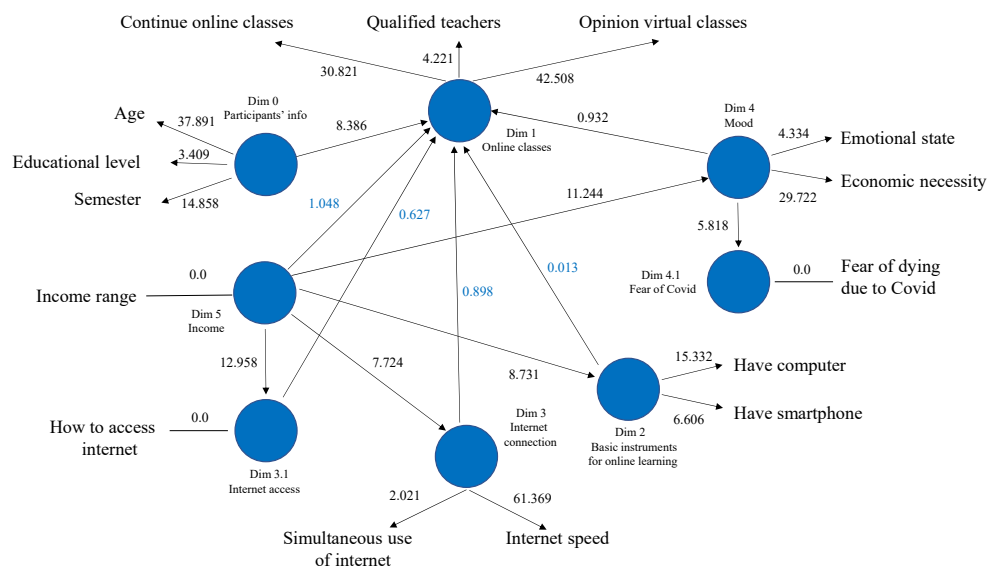 Continue online classes
Qualified teachers
Opinion virtual classes
30.821
4.221
42.508
Dim 0
Participants' info
Age
37.891
8.386
Dim 1
Online classes
0.932
Dim 4
Mood
4.334
Emotional state
Educational level
3.409
Semester
14.858
Economic necessity
29.722
1.048
0.627
11.244
5.818
0.0
Income range
Dim 5
Income
0.898
0.013
Dim 4.1
Fear of Covid
0.0
Fear of dying
due to Covid
12.958
7.724
8.731
15.332
Have computer
How to access
internet
0.0
Dim 3
Internet
connection
6.606
Have smartphone
Dim 3.1
Internet access
Dim 2
Basic instruments
for online learning
2.021
61.369
Simultaneous use
of internet
Internet speed